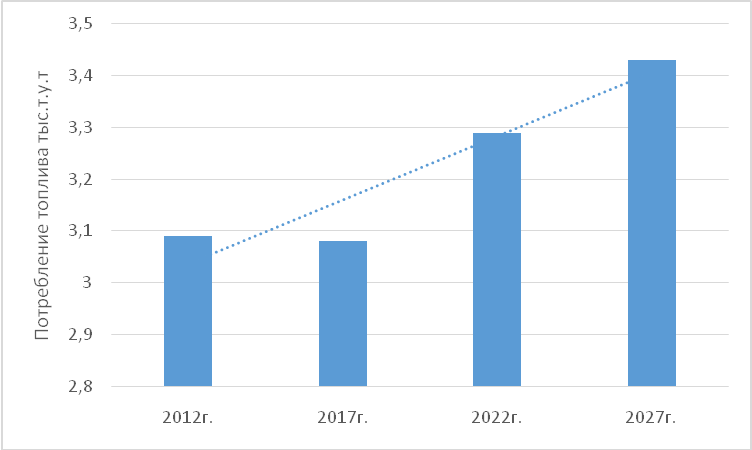 Потребление топлива тыс.т.у.т
3,5
3,4
3,3
3,2
3,1
3
2,9
2,8
2012г.
2017г.
2022г.
2027г.